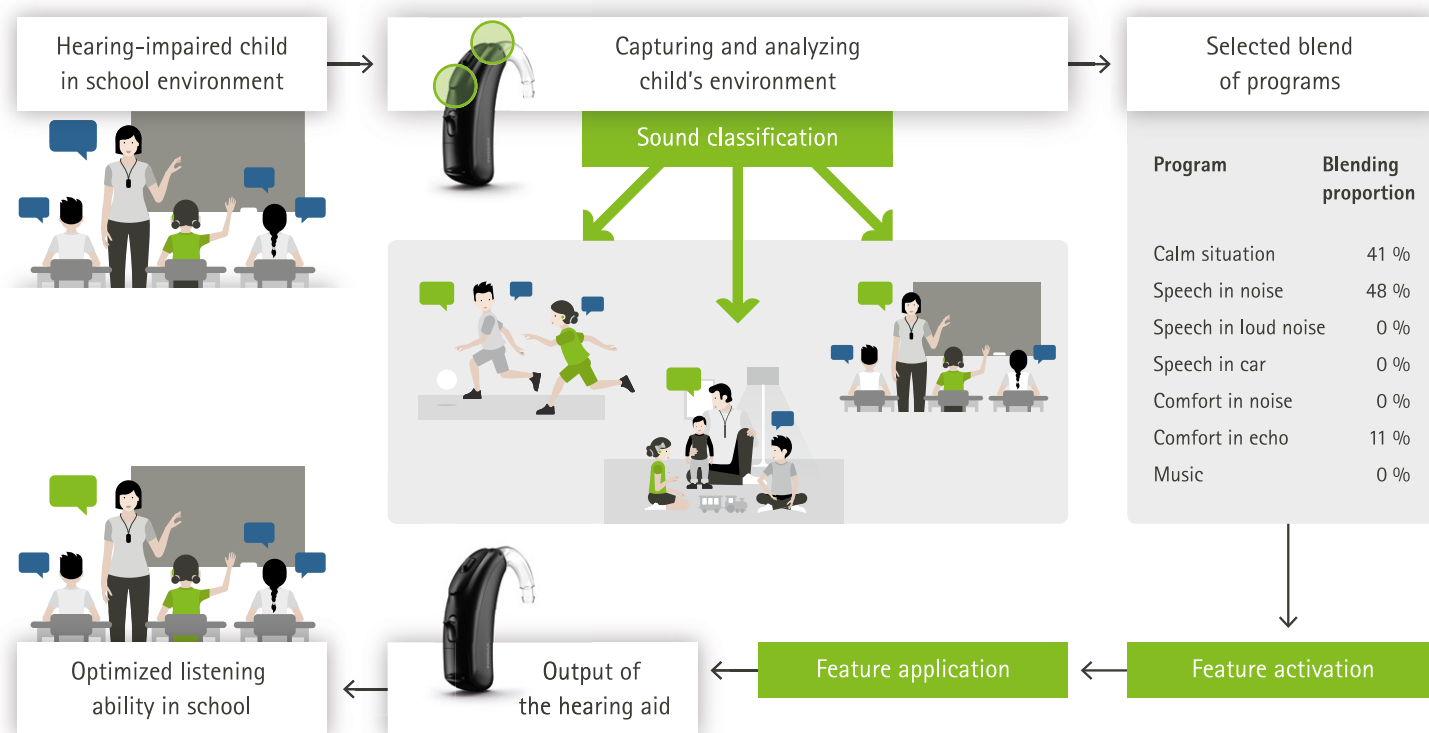 Hearing-impaired child
in school environment
Capturing and analyzing
child's environment
Selected blend
of programs
Sound classification
Program Blending
proportion
Calm situation 41 %
Speech in noise 48 %
Speech in loud noise 0 %
Speech in car 0 %
Comfort in noise 0 %
Comfort in echo 11 %
Music 0 %
Feature activation
Feature application
Output of
the hearing aid
Optimized listening
ability in school